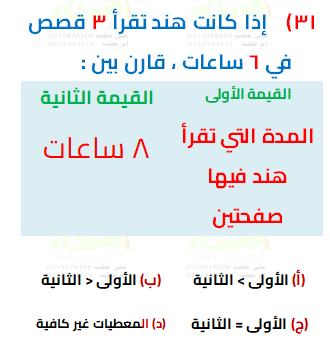 ٣١) إذا كانت هند تقرأ ٣ قصص
في ٦ ساعات ، قارن بين :
القيمة الأولى
القيمة الثانية
المدة التي تقرأ
هند فيها
صفحتين
٨ ساعات
(أ) الأولى > الثانية
(ب) الأولى < الثانية
(ج) الأولى = الثانية
(د) المعطيات غير كافية